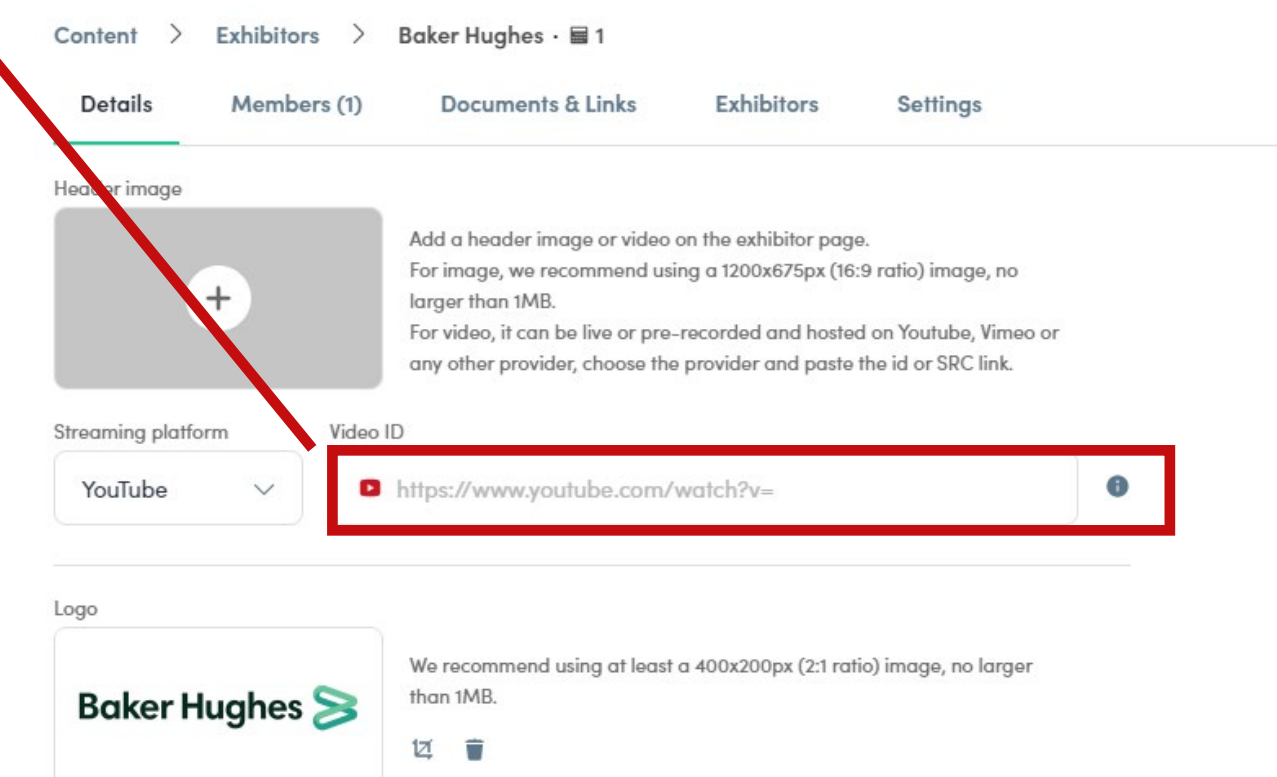 Content > Exhibitors > Baker Hughes · 1
Details Members (1) Documents & Links Exhibitors Settings
Header image
Add a header image or video on the exhibitor page.
For image, we recommend using a 1200x675px (16:9 ratio) image, no
larger than 1MB.
For video, it can be live or pre-recorded and hosted on Youtube, Vimeo or
any other provider, choose the provider and paste the id or SRC link.
Streaming platform Video ID
YouTube https://www.youtube.com/watch?v=
Logo
We recommend using at least a 400x200px (2:1 ratio) image, no larger
than 1MB.
Baker Hughes